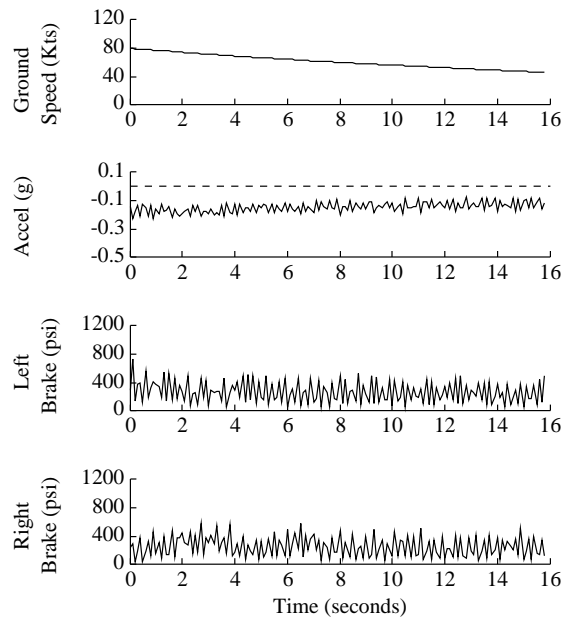 Ground
Speed (Kts)
120
80
40
0
0 2 4 6 8 10 12 14 16
Accel (g)
0.1
-0.1
-0.3
-0.5
0 2 4 6 8 10 12 14 16
Left
Brake (psi)
1200
800
400
0
0 2 4 6 8 10 12 14 16
Right
Brake (psi)
1200
800
400
0
0 2 4 6 8 10 12 14 16
Time (seconds)